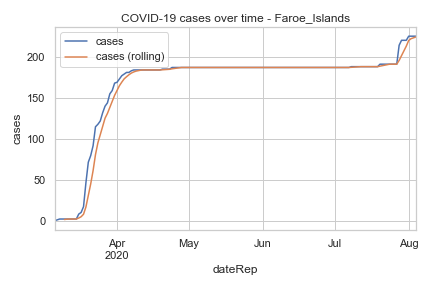 COVID-19 cases over time - Faroe_Islands
cases
cases (rolling)
cases
200
150
100
50
0
Apr
2020
May
Jun
Jul
Aug
dateRep